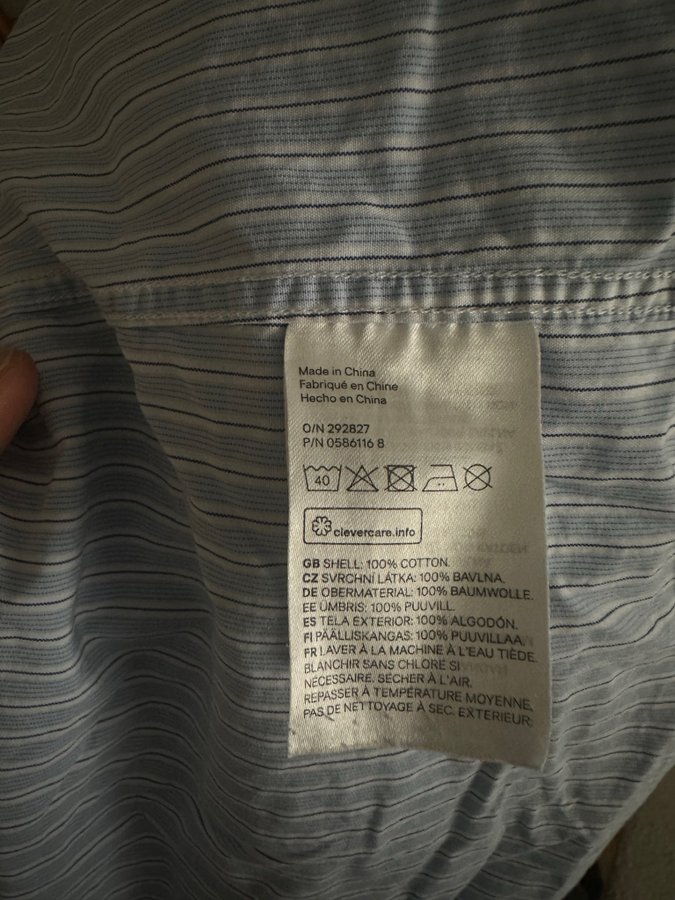 Made in China
Fabriqué en Chine
Hecho en China
O/N 292827
P/N 0586116 8
40
clevercare.info
GB SHELL: 100% COTTON.
CZ SVRCHNÍ LÁTKA: 100% BAVLNA.
DE OBERMATERIAL: 100% BAUMWOLLE.
EE ÜMBRIS: 100% PUUVILL.
ES TELA EXTERIOR: 100% ALGODÓN.
FI PÄÄLLISKANGAS: 100% PUUVILLAA.
FR LAVER À LA MACHINE À L'EAU TIÈDE.
BLANCHIR SANS CHLORE SI
NÉCESSAIRE. SÉCHER À L'AIR.
REPASSER À TEMPÉRATURE MOYENNE.
PAS DE NETTOYAGE À SEC. EXTÉRIEUR: